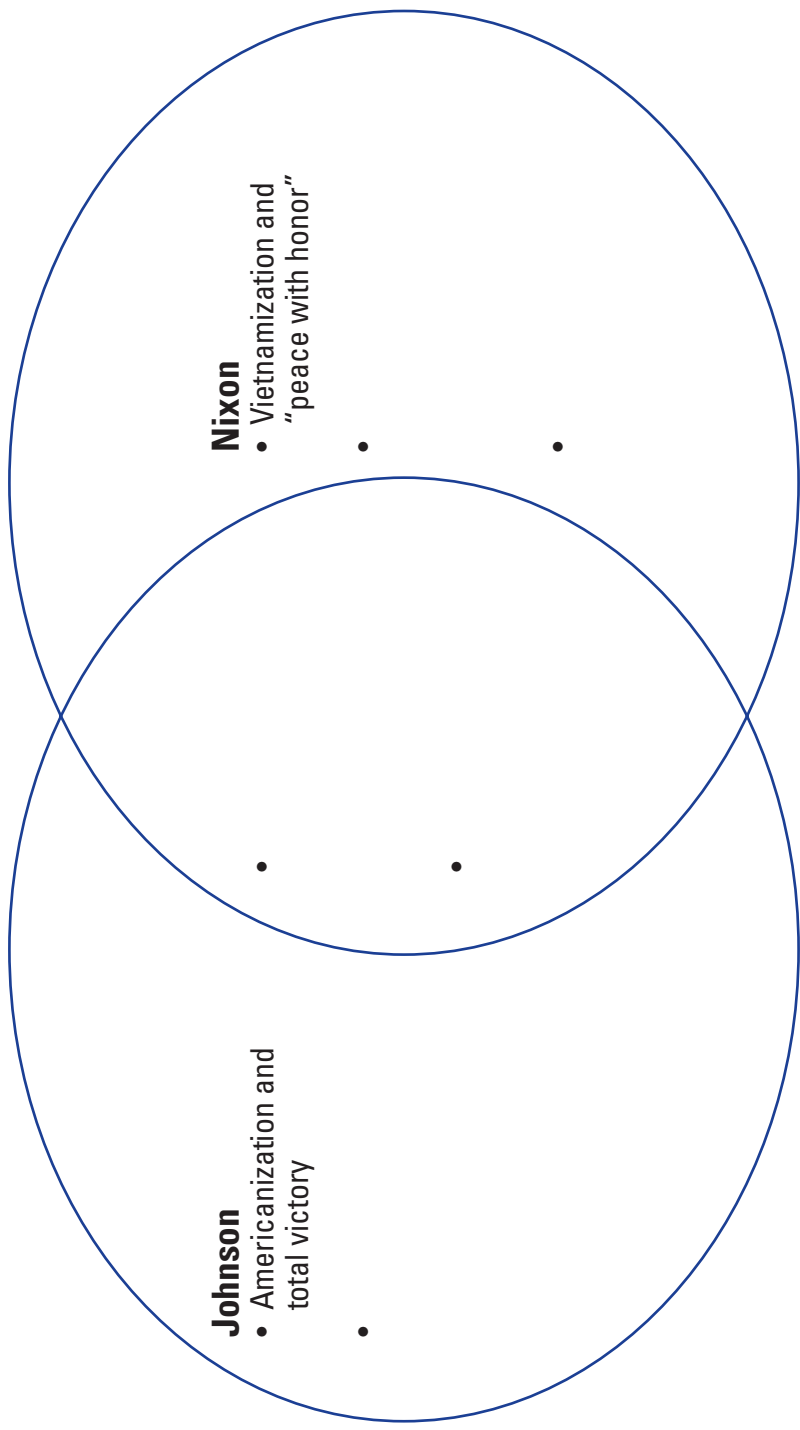 Johnson
• Americanization and
total victory
•
•
•
Nixon
• Vietnamization and
“peace with honor”
•
•